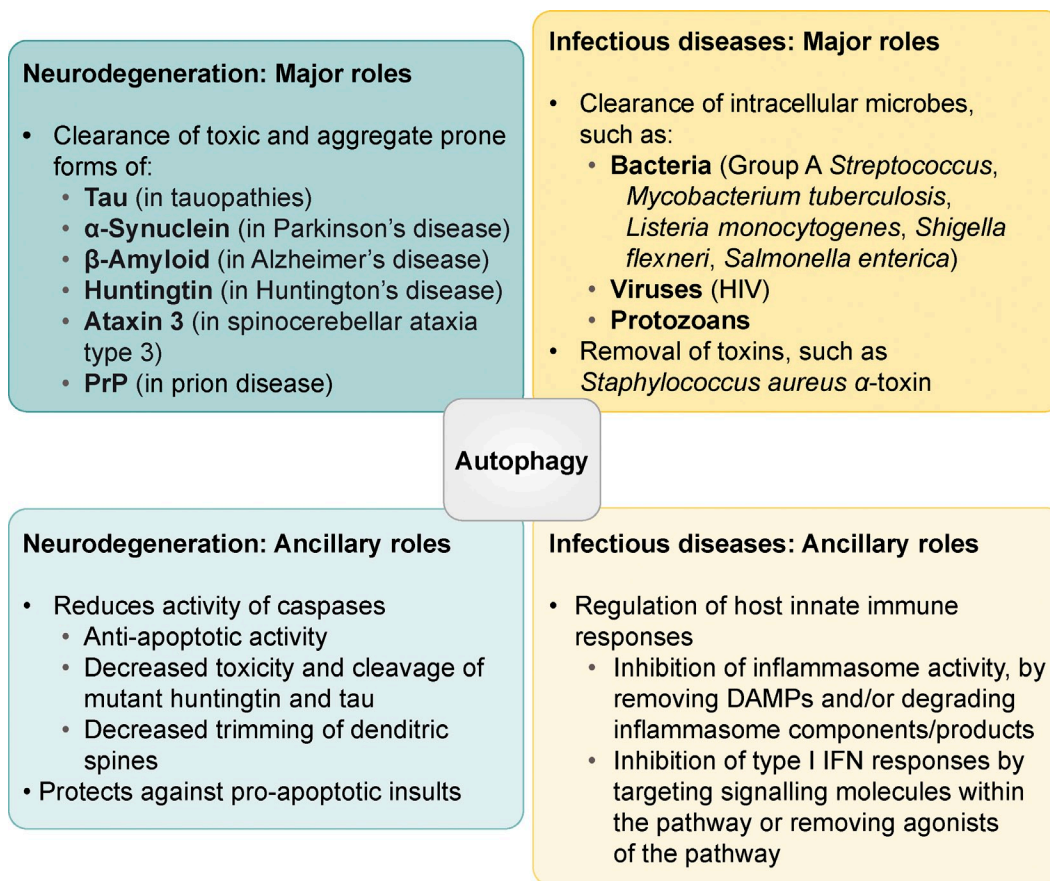 Neurodegeneration: Major roles
• Clearance of toxic and aggregate prone
forms of:
• Tau (in tauopathies)
• α-Synuclein (in Parkinson's disease)
• β-Amyloid (in Alzheimer's disease)
• Huntingtin (in Huntington's disease)
• Ataxin 3 (in spinocerebellar ataxia
type 3)
• PrP (in prion disease)
Infectious diseases: Major roles
• Clearance of intracellular microbes,
such as:
• Bacteria (Group A Streptococcus,
Mycobacterium tuberculosis,
Listeria monocytogenes, Shigella
flexneri, Salmonella enterica)
• Viruses (HIV)
• Protozoans
• Removal of toxins, such as
Staphylococcus aureus α-toxin
Autophagy
Neurodegeneration: Ancillary roles
• Reduces activity of caspases
• Anti-apoptotic activity
• Decreased toxicity and cleavage of
mutant huntingtin and tau
• Decreased trimming of denditric
spines
• Protects against pro-apoptotic insults
Infectious diseases: Ancillary roles
• Regulation of host innate immune
responses
• Inhibition of inflammasome activity, by
removing DAMPs and/or degrading
inflammasome components/products
• Inhibition of type I IFN responses by
targeting signalling molecules within
the pathway or removing agonists
of the pathway